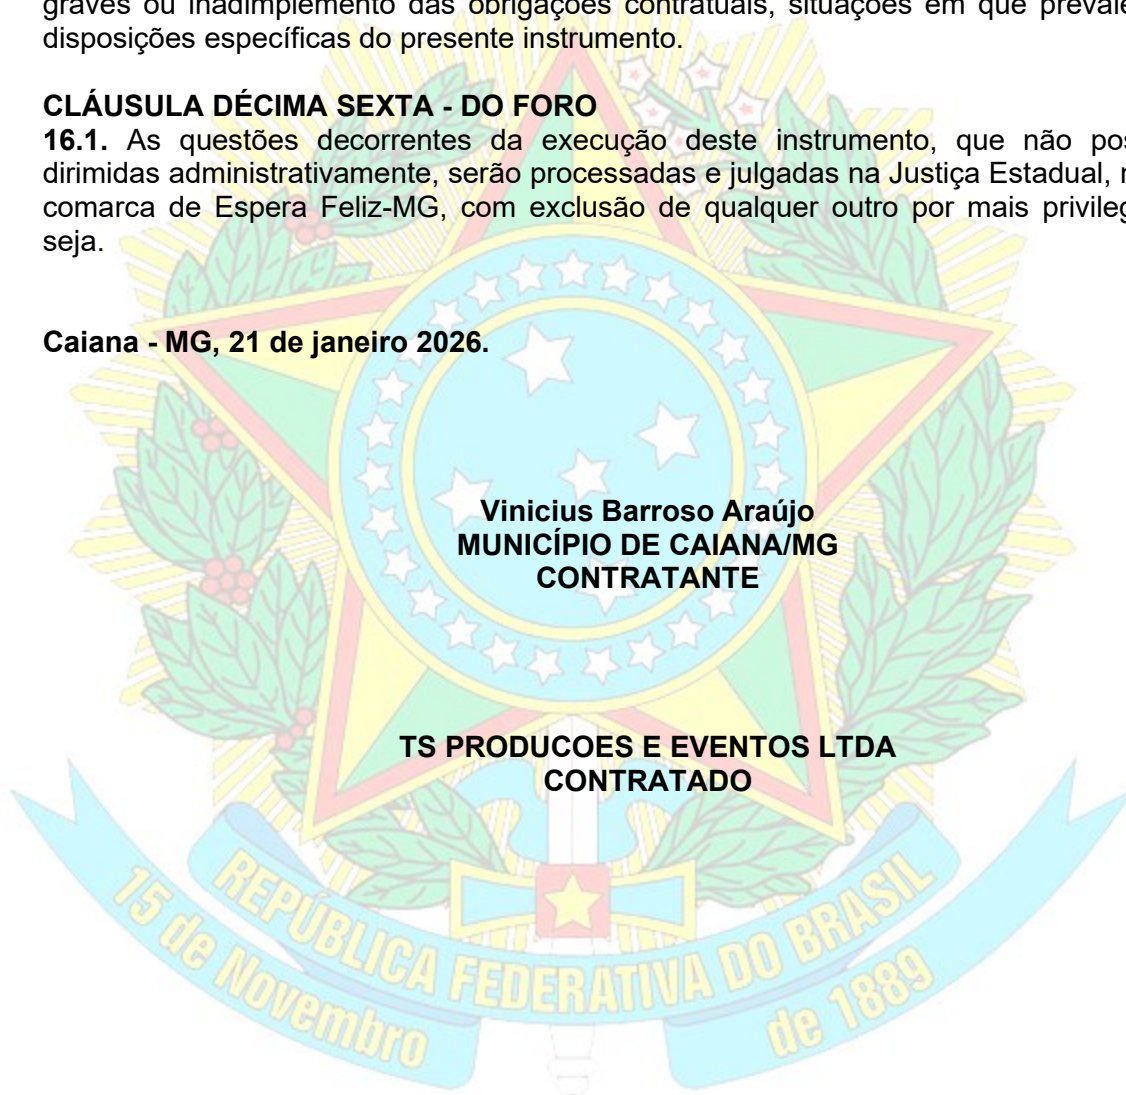 graves ou inadimplemento das obrigações contratuais, situações em que prevale
disposições específicas do presente instrumento.
CLÁUSULA DÉCIMA SEXTA - DO FORO
16.1. As questões decorrentes da execução deste instrumento, que não pos
dirimidas administrativamente, serão processadas e julgadas na Justiça Estadual, n
comarca de Espera Feliz-MG, com exclusão de qualquer outro por mais privileg
seja.
Caiana - MG, 21 de janeiro 2026.
Vinicius Barroso Araújo
MUNICÍPIO DE CAIANA/MG
CONTRATANTE
TS PRODUCOES E EVENTOS LTDA
CONTRATADO
REPÚBLICA FEDERATIVA DO BRASIL
15 de Novembro de 1889